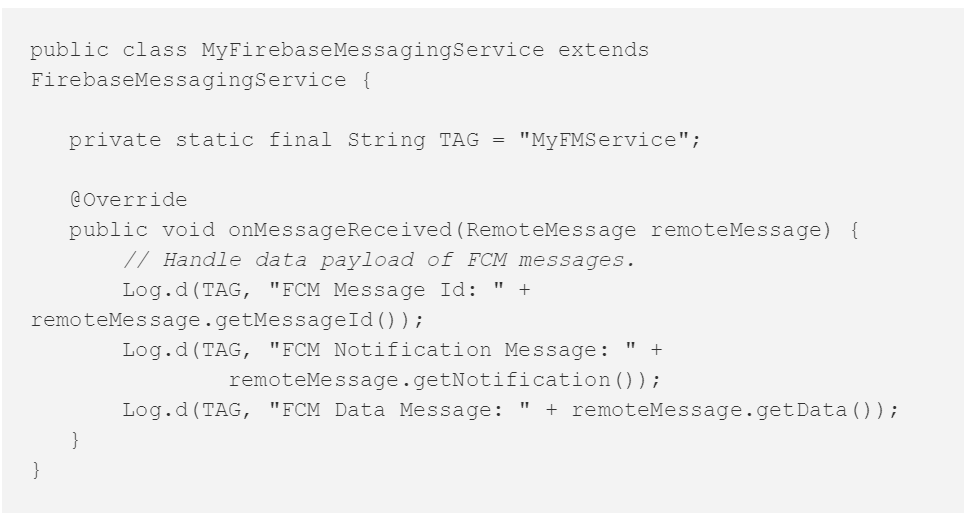 public class MyFirebaseMessagingService extends
FirebaseMessagingService {
private static final String TAG = "MyFMService";
@Override
public void onMessageReceived(RemoteMessage remoteMessage) {
// Handle data payload of FCM messages.
Log.d(TAG, "FCM Message Id: " +
remoteMessage.getMessageId());
Log.d(TAG, "FCM Notification Message: " +
remoteMessage.getNotification());
Log.d(TAG, "FCM Data Message: " + remoteMessage.getData());
}
}